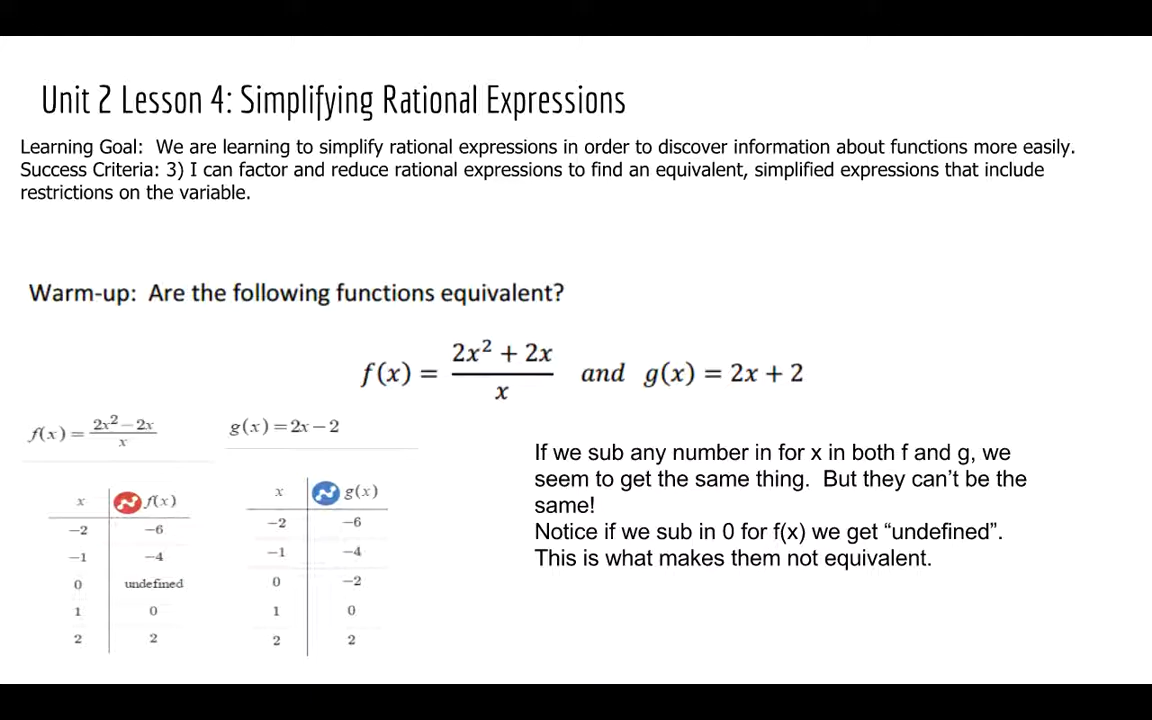 Unit 2 Lesson 4: Simplifying Rational Expressions
Learning Goal:  We are learning to simplify rational expressions in order to discover information about functions more easily.
Success Criteria: 3) I can factor and reduce rational expressions to find an equivalent, simplified expressions that include
restrictions on the variable.
Warm-up:  Are the following functions equivalent?
f(x) = (2x² + 2x)/x   and   g(x) = 2x + 2
f(x) = (2x² − 2x)/x
x f(x)
−2 −6
−1 −4
0 undefined
1 0
2 2
g(x) = 2x − 2
x g(x)
−2 −6
−1 −4
0 −2
1 0
2 2
If we sub any number in for x in both f and g, we
seem to get the same thing.  But they can't be the
same!
Notice if we sub in 0 for f(x) we get “undefined”.
This is what makes them not equivalent.